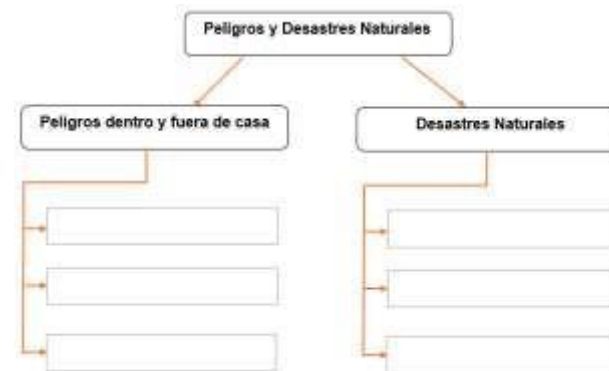 Peligros y Desastres Naturales
Peligros dentro y fuera de casa
Desastres Naturales